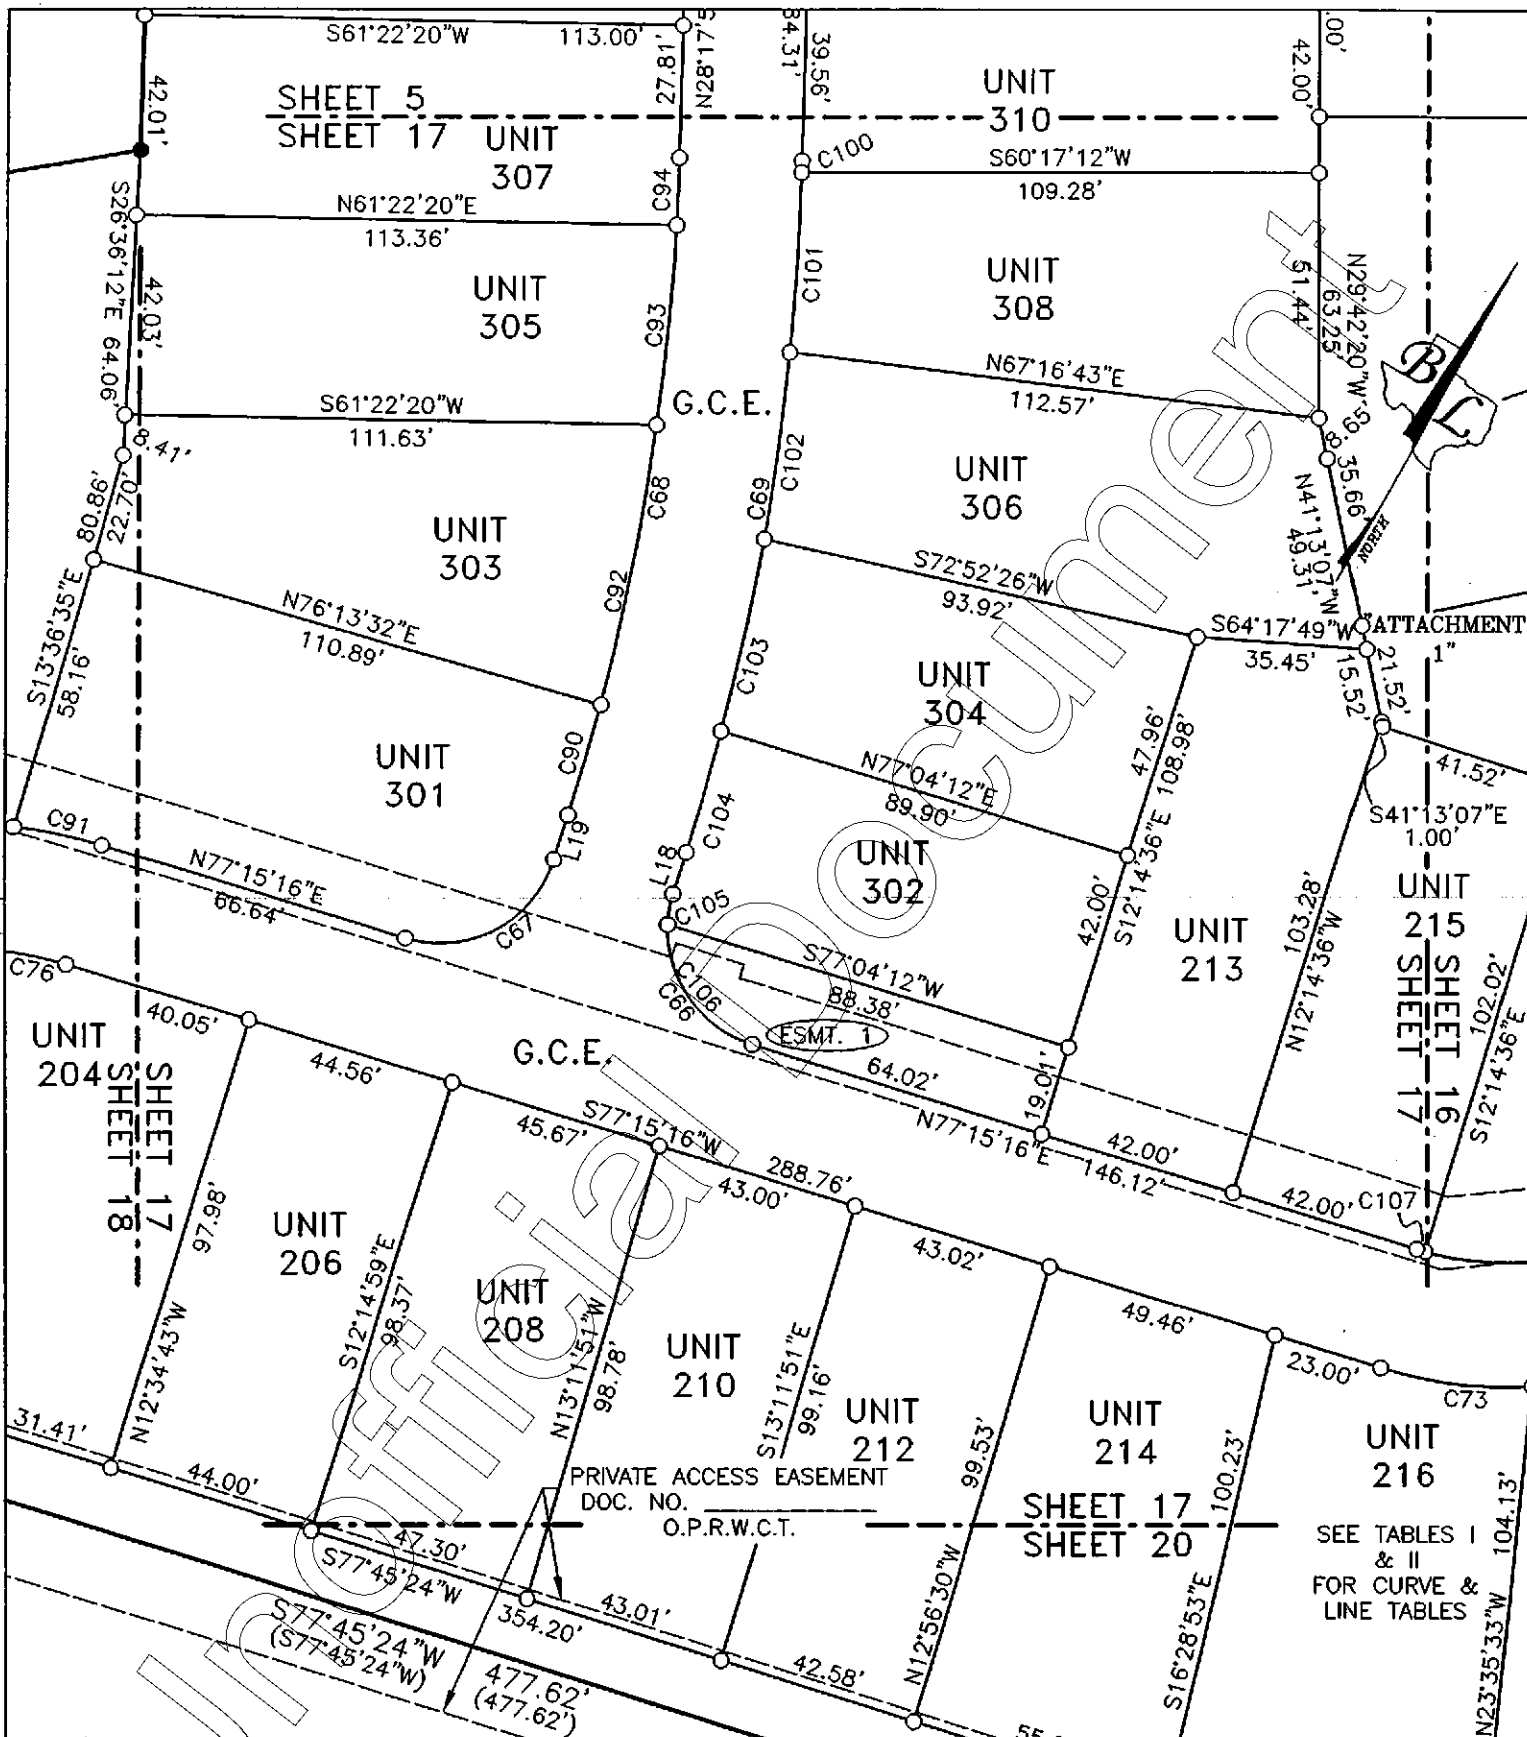 S61°22'20"W 113.00'
42.01'
27.81'
N28°17'5
84.31'
39.56'
.00'
42.00'
UNIT
310
SHEET 5
SHEET 17
UNIT
307
C94
C100
S60°17'12"W
109.28'
N61°22'20"E
113.36'
S26°36'12"E 64.06'
42.03'
UNIT
305
C93
C101
UNIT
308
51.44'
63.25'
N29°42'20"W
B
L
NORTH
N67°16'43"E
112.57'
S61°22'20"W
111.63'
G.C.E.
8.41'
8.65'
35.66'
80.86'
22.70'
UNIT
303
C68
C92
C69
C102
UNIT
306
N41°13'07"W
49.31'
S72°52'26"W
93.92'
S64°17'49"W
35.45'
"ATTACHMENT
1"
S13°36'35"E
58.16'
N76°13'32"E
110.89'
C103
UNIT
304
15.52'
21.52'
UNIT
301
C90
N77°04'12"E
89.90'
47.96'
S12°14'36"E 108.98'
41.52'
S41°13'07"E
1.00'
C91
L19
C104
L18
UNIT
302
42.00'
N77°15'16"E
66.64'
C67
C105
UNIT
213
103.28'
N12°14'36"W
UNIT
215
SHEET 16
SHEET 17
102.02'
S12°14'36"E
C76
S77°04'12"W
88.38'
C106
C66
ESMT. 1
40.05'
UNIT
204
SHEET 17
SHEET 18
44.56'
G.C.E.
64.02'
19.01'
S77°15'16"W
45.67'
288.76'
43.00'
N77°15'16"E
146.12'
42.00'
42.00'
C107
97.98'
N12°34'43"W
UNIT
206
S12°14'59"E
98.37'
UNIT
208
N13°11'51"W
98.78'
UNIT
210
S13°11'51"E
99.16'
43.02'
UNIT
212
49.46'
UNIT
214
23.00'
C73
UNIT
216
31.41'
44.00'
PRIVATE ACCESS EASEMENT
DOC. NO. ____________
O.P.R.W.C.T.
99.53'
N12°56'30"W
100.23'
S16°28'53"E
SHEET 17
SHEET 20
SEE TABLES I
& II
FOR CURVE &
LINE TABLES
104.13'
N23°35'33"W
47.30'
S77°45'24"W
43.01'
354.20'
42.58'
S77°45'24"W
(S77°45'24"W)
477.62'
(477.62')
Unofficial Document